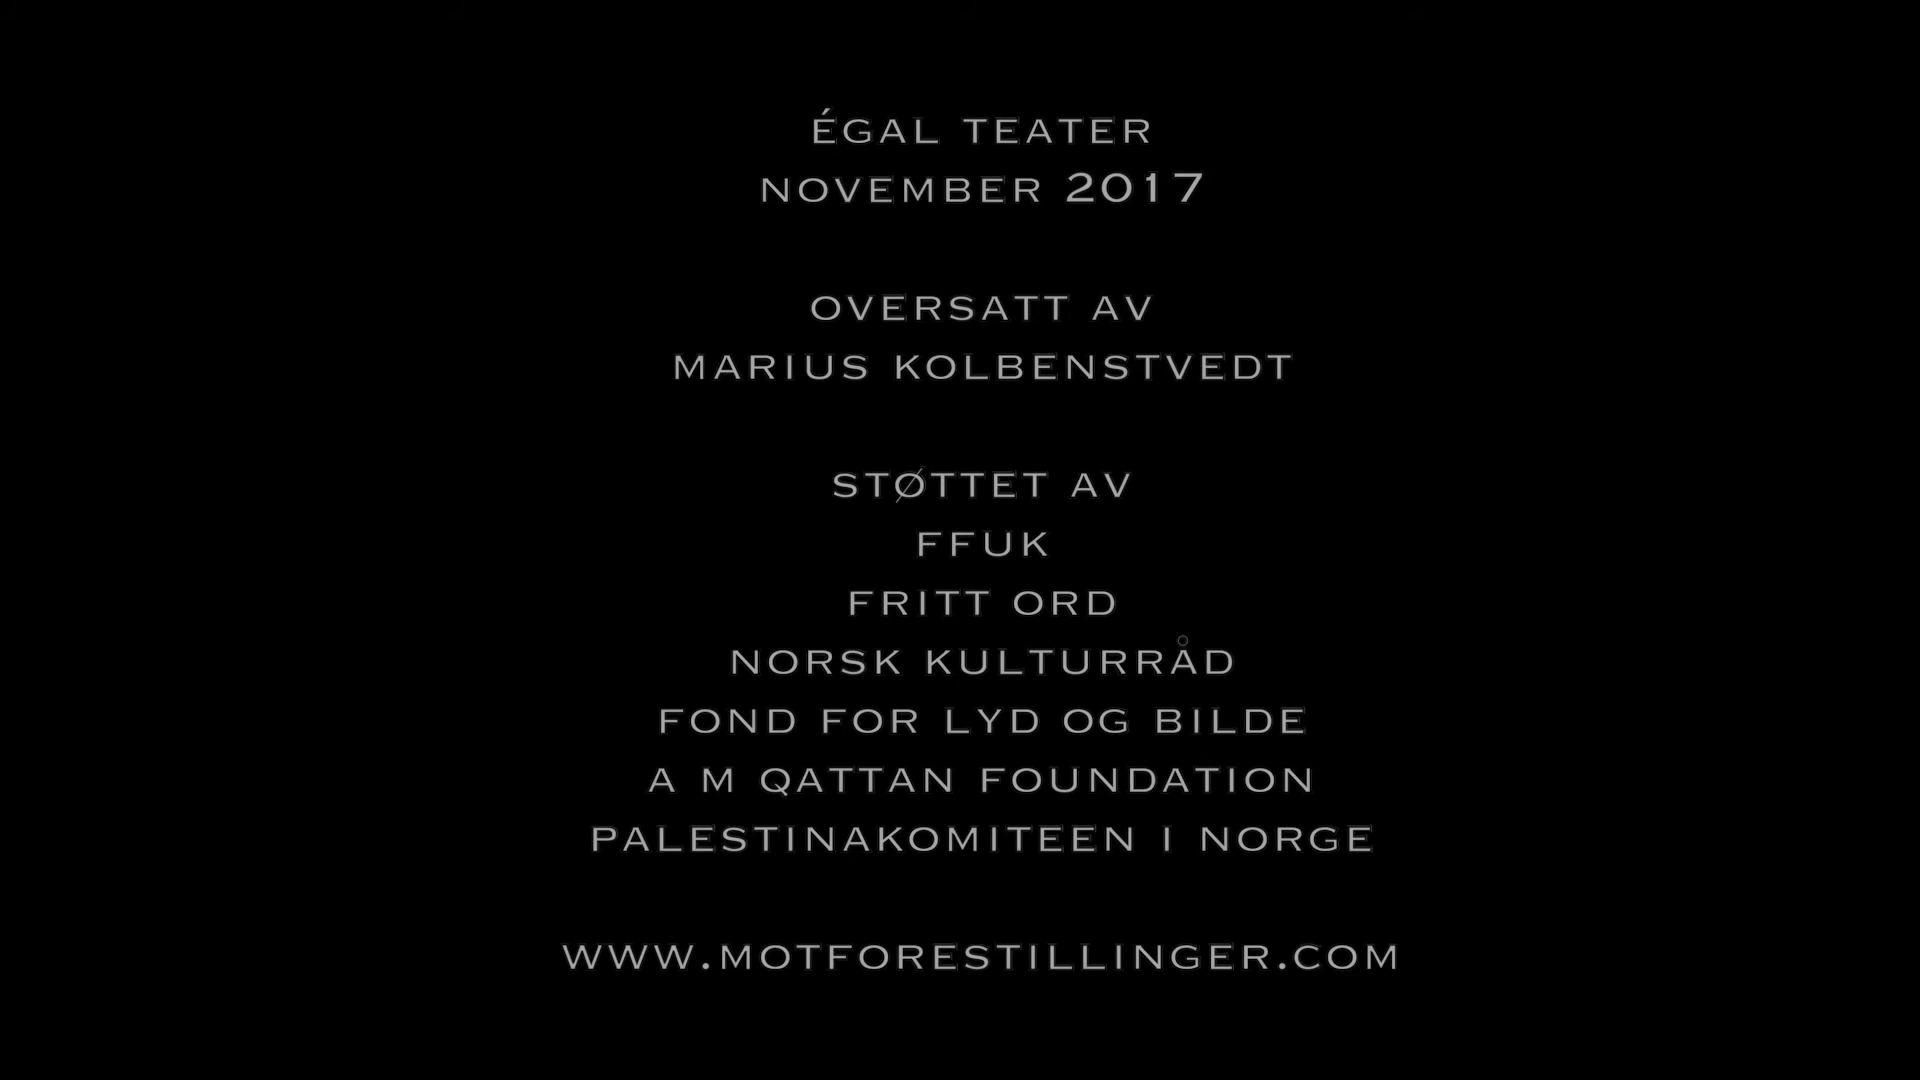 ÉGAL TEATER
NOVEMBER 2017
OVERSATT AV
MARIUS KOLBENSTVEDT
STØTTET AV
FFUK
FRITT ORD
NORSK KULTURRÅD
FOND FOR LYD OG BILDE
A M QATTAN FOUNDATION
PALESTINAKOMITEEN I NORGE
WWW.MOTFORESTILLINGER.COM